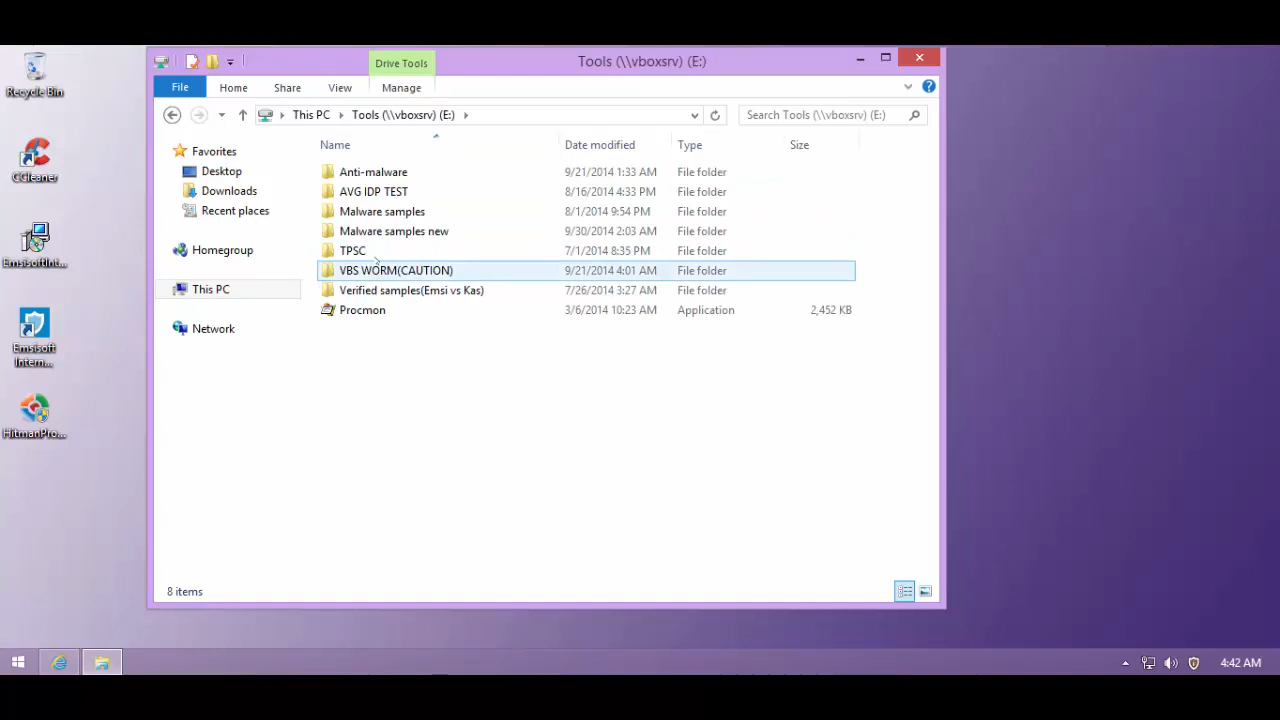 Drive Tools
Tools (\\vboxsrv) (E:)
File Home Share View Manage
This PC Tools (\\vboxsrv) (E:)
Search Tools (\\vboxsrv) (E:)
Name Date modified Type Size
Favorites
Desktop
Downloads
Recent places
Homegroup
This PC
Network
Anti-malware 9/21/2014 1:33 AM File folder
AVG IDP TEST 8/16/2014 4:33 PM File folder
Malware samples 8/1/2014 9:54 PM File folder
Malware samples new 9/30/2014 2:03 AM File folder
TPSC 7/1/2014 8:35 PM File folder
VBS WORM(CAUTION) 9/21/2014 4:01 AM File folder
Verified samples(Emsi vs Kas) 7/26/2014 3:27 AM File folder
Procmon 3/6/2014 10:23 AM Application 2,452 KB
8 items
Recycle Bin
CCleaner
EmsisoftInt...
Emsisoft
Intern...
HitmanPro...
4:42 AM